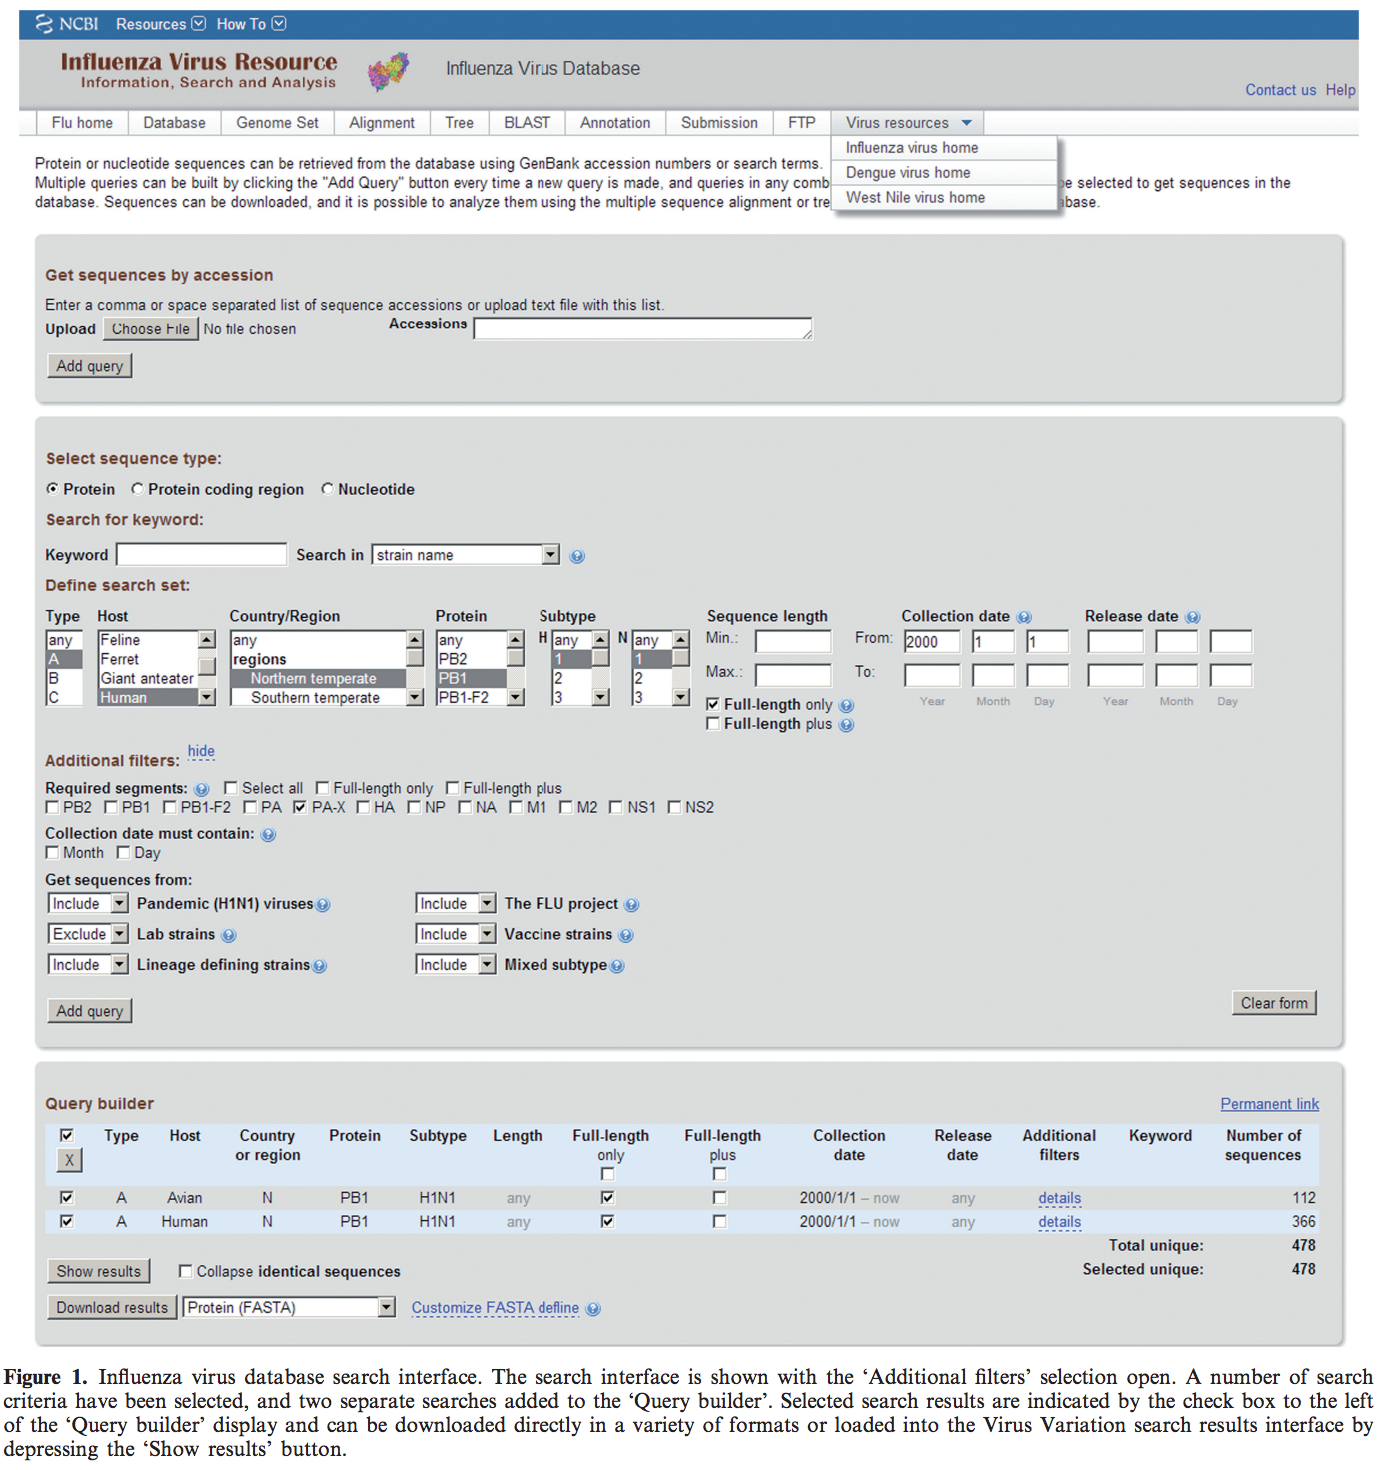 NCBI Resources How To
Influenza Virus Resource
Information, Search and Analysis
Influenza Virus Database
Contact us Help
Flu home Database Genome Set Alignment Tree BLAST Annotation Submission FTP Virus resources
Influenza virus home
Dengue virus home
West Nile virus home
Protein or nucleotide sequences can be retrieved from the database using GenBank accession numbers or search terms.
Multiple queries can be built by clicking the "Add Query" button every time a new query is made, and queries in any comb be selected to get sequences in the
database. Sequences can be downloaded, and it is possible to analyze them using the multiple sequence alignment or tre abase.
Get sequences by accession
Enter a comma or space separated list of sequence accessions or upload text file with this list.
Upload Choose File No file chosen Accessions
Add query
Select sequence type:
Protein Protein coding region Nucleotide
Search for keyword:
Keyword Search in strain name
Define search set:
Type Host Country/Region Protein Subtype Sequence length Collection date Release date
any Feline any any H any N any Min.: From: 2000 1 1
A Ferret regions PB2 1 1
B Giant anteater Northern temperate PB1 2 2 Max.: To:
C Human Southern temperate PB1-F2 3 3
Year Month Day Year Month Day
Full-length only
Full-length plus
Additional filters: hide
Required segments: Select all Full-length only Full-length plus
PB2 PB1 PB1-F2 PA PA-X HA NP NA M1 M2 NS1 NS2
Collection date must contain:
Month Day
Get sequences from:
Include Pandemic (H1N1) viruses Include The FLU project
Exclude Lab strains Include Vaccine strains
Include Lineage defining strains Include Mixed subtype
Add query Clear form
Query builder Permanent link
Type Host Country or region Protein Subtype Length Full-length only Full-length plus Collection date Release date Additional filters Keyword Number of sequences
X
A Avian N PB1 H1N1 any 2000/1/1 – now any details 112
A Human N PB1 H1N1 any 2000/1/1 – now any details 366
Total unique: 478
Selected unique: 478
Show results Collapse identical sequences
Download results Protein (FASTA) Customize FASTA defline
Figure 1. Influenza virus database search interface. The search interface is shown with the ‘Additional filters’ selection open. A number of search
criteria have been selected, and two separate searches added to the ‘Query builder’. Selected search results are indicated by the check box to the left
of the ‘Query builder’ display and can be downloaded directly in a variety of formats or loaded into the Virus Variation search results interface by
depressing the ‘Show results’ button.